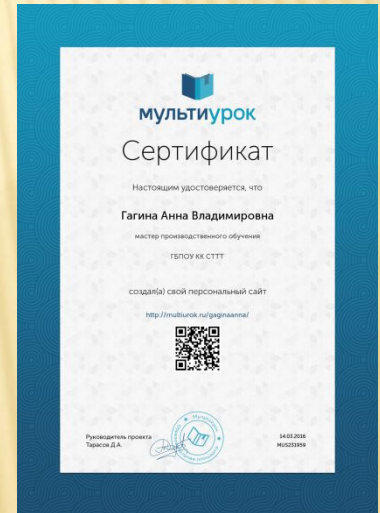 мультиурок
Сертификат
Настоящим удостоверяется, что
Гагина Анна Владимировна
мастер производственного обучения
ГБПОУ КК СТТТ
создал(а) свой персональный сайт
http://multiurok.ru/gaginaanna/
Руководитель проекта
Тарасов Д.А.
14.03.2016
MUS231959